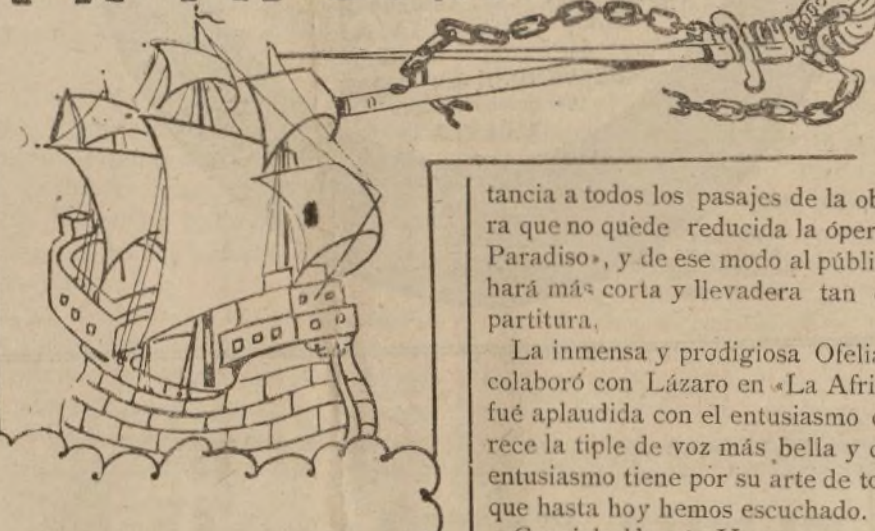 tancia a todos los pasajes de la ob
ra que no quede reducida la óper
Paradiso», y de ese modo al públi
hará más corta y llevadera tan
partitura,
La inmensa y prodigiosa Ofelia
colaboró con Lázaro en «La Afri
fué aplaudida con el entusiasmo
rece la tiple de voz más bella y
entusiasmo tiene por su arte de to
que hasta hoy hemos escuchado.